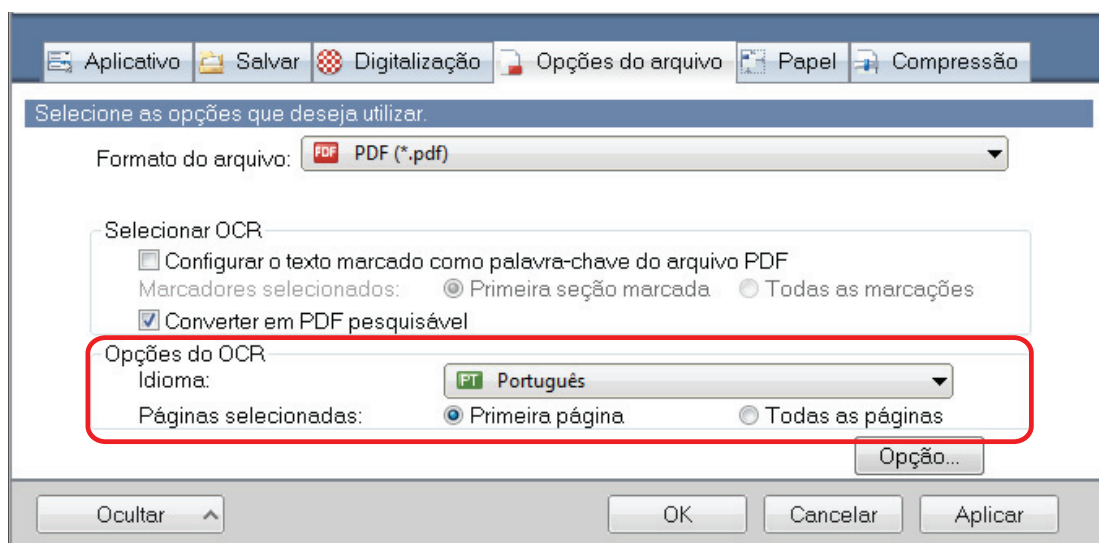 Aplicativo Salvar Digitalização Opções do arquivo Papel Compressão
Selecione as opções que deseja utilizar.
Formato do arquivo: PDF PDF (*.pdf)
Selecionar OCR
Configurar o texto marcado como palavra-chave do arquivo PDF
Marcadores selecionados: Primeira seção marcada Todas as marcações
Converter em PDF pesquisável
Opções do OCR
Idioma: PT Português
Páginas selecionadas: Primeira página Todas as páginas
Opção...
Ocultar OK Cancelar Aplicar